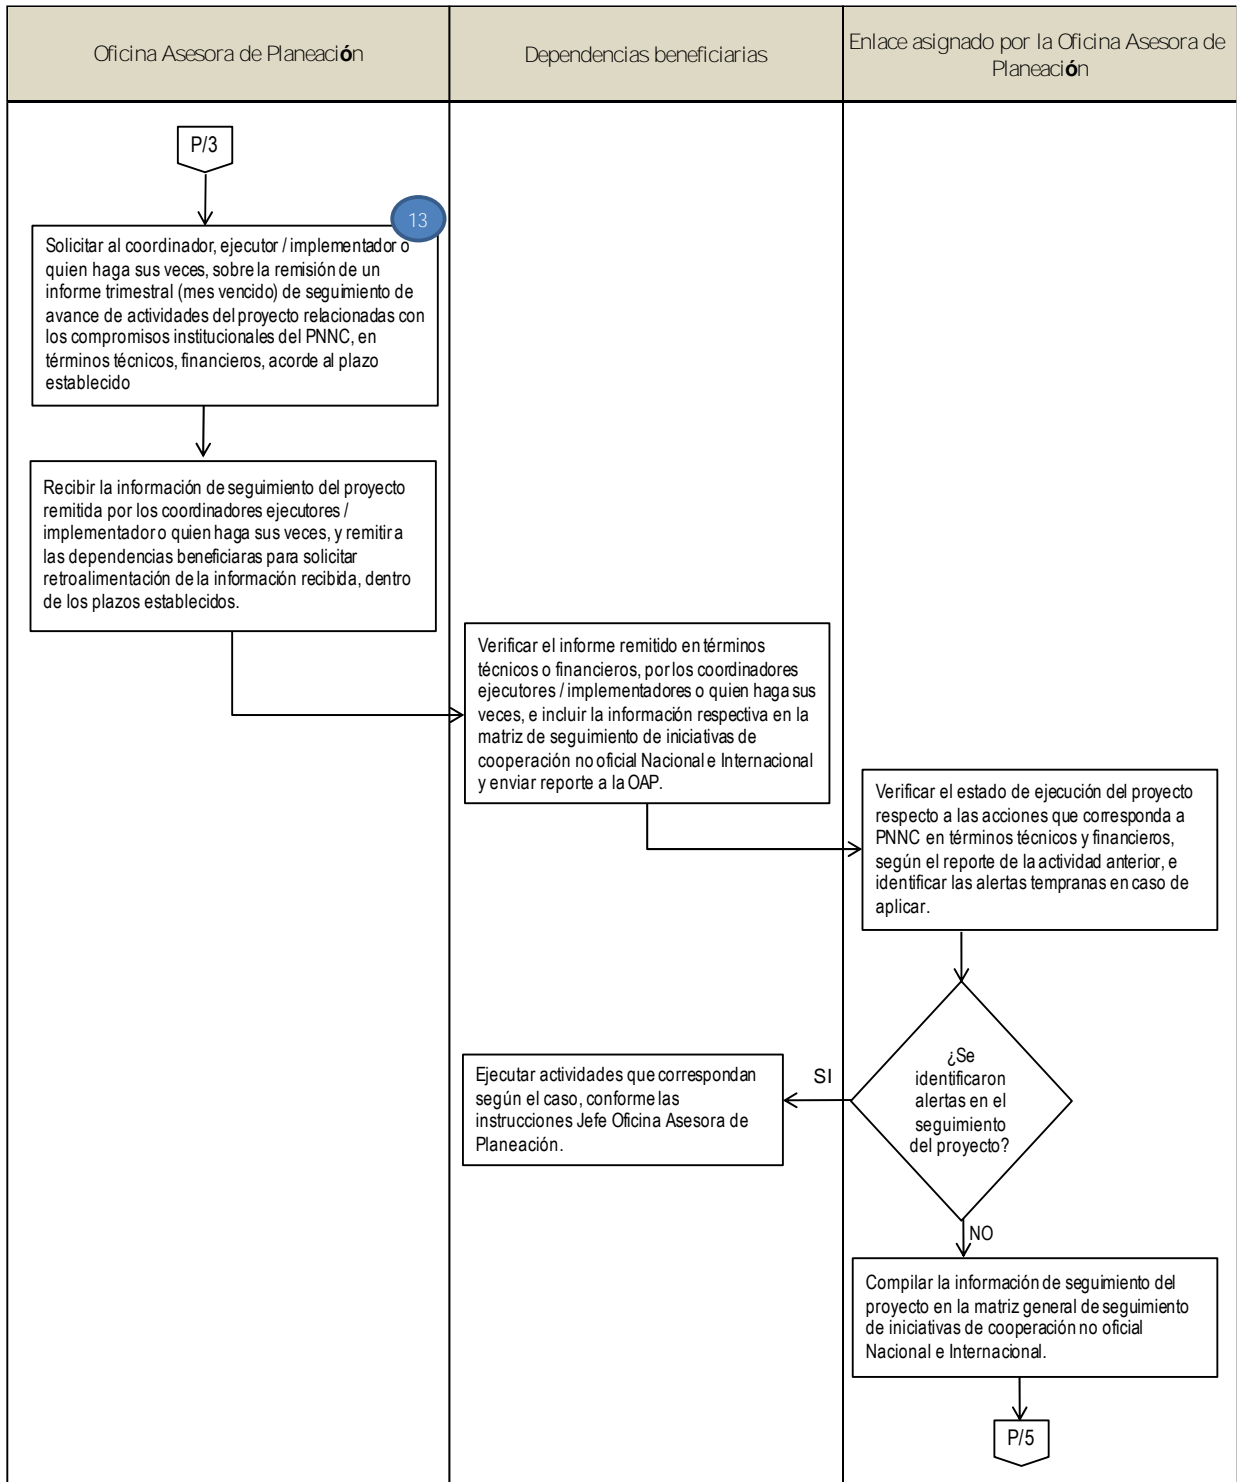 Oficina Asesora de Planeación
Dependencias beneficiarias
Enlace asignado por la Oficina Asesora de
Planeación
P/3
13
Solicitar al coordinador, ejecutor / implementador o
quien haga sus veces, sobre la remisión de un
informe trimestral (mes vencido) de seguimiento de
avance de actividades del proyecto relacionadas con
los compromisos institucionales del PNNC, en
términos técnicos, financieros, acorde al plazo
establecido
Recibir la información de seguimiento del proyecto
remitida por los coordinadores ejecutores /
implementador o quien haga sus veces, y remitir a
las dependencias beneficiaras para solicitar
retroalimentación de la información recibida, dentro
de los plazos establecidos.
Verificar el informe remitido en términos
técnicos o financieros, por los coordinadores
ejecutores / implementadores o quien haga sus
veces, e incluir la información respectiva en la
matriz de seguimiento de iniciativas de
cooperación no oficial Nacional e Internacional
y enviar reporte a la OAP.
Verificar el estado de ejecución del proyecto
respecto a las acciones que corresponda a
PNNC en términos técnicos y financieros,
según el reporte de la actividad anterior, e
identificar las alertas tempranas en caso de
aplicar.
¿Se
identificaron
alertas en el
seguimiento
del proyecto?
SI
Ejecutar actividades que correspondan
según el caso, conforme las
instrucciones Jefe Oficina Asesora de
Planeación.
NO
Compilar la información de seguimiento del
proyecto en la matriz general de seguimiento
de iniciativas de cooperación no oficial
Nacional e Internacional.
P/5